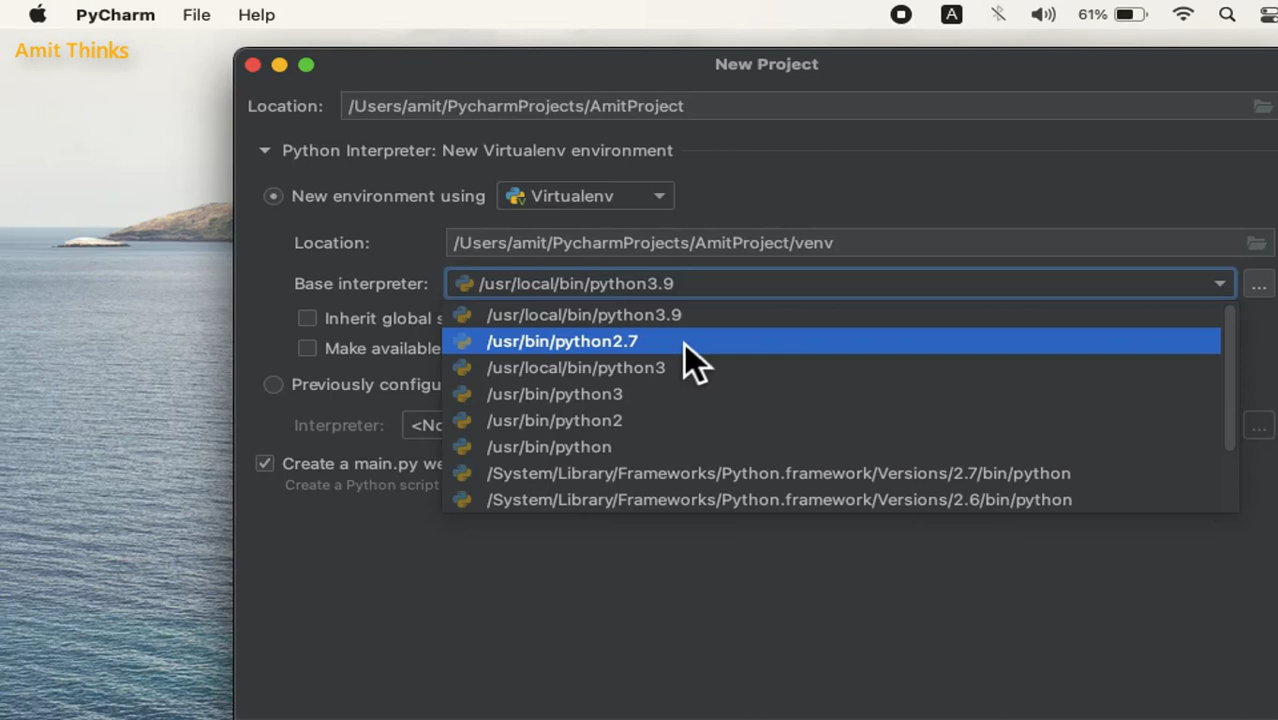 PyCharm File Help A 61%
Amit Thinks
New Project
Location: /Users/amit/PycharmProjects/AmitProject
Python Interpreter: New Virtualenv environment
New environment using Virtualenv
Location: /Users/amit/PycharmProjects/AmitProject/venv
Base interpreter: /usr/local/bin/python3.9 ...
Inherit global s /usr/local/bin/python3.9
/usr/bin/python2.7
Make available
/usr/local/bin/python3
Previously configu /usr/bin/python3
Interpreter: <No /usr/bin/python2 ...
/usr/bin/python
Create a main.py we
/System/Library/Frameworks/Python.framework/Versions/2.7/bin/python
Create a Python script
/System/Library/Frameworks/Python.framework/Versions/2.6/bin/python